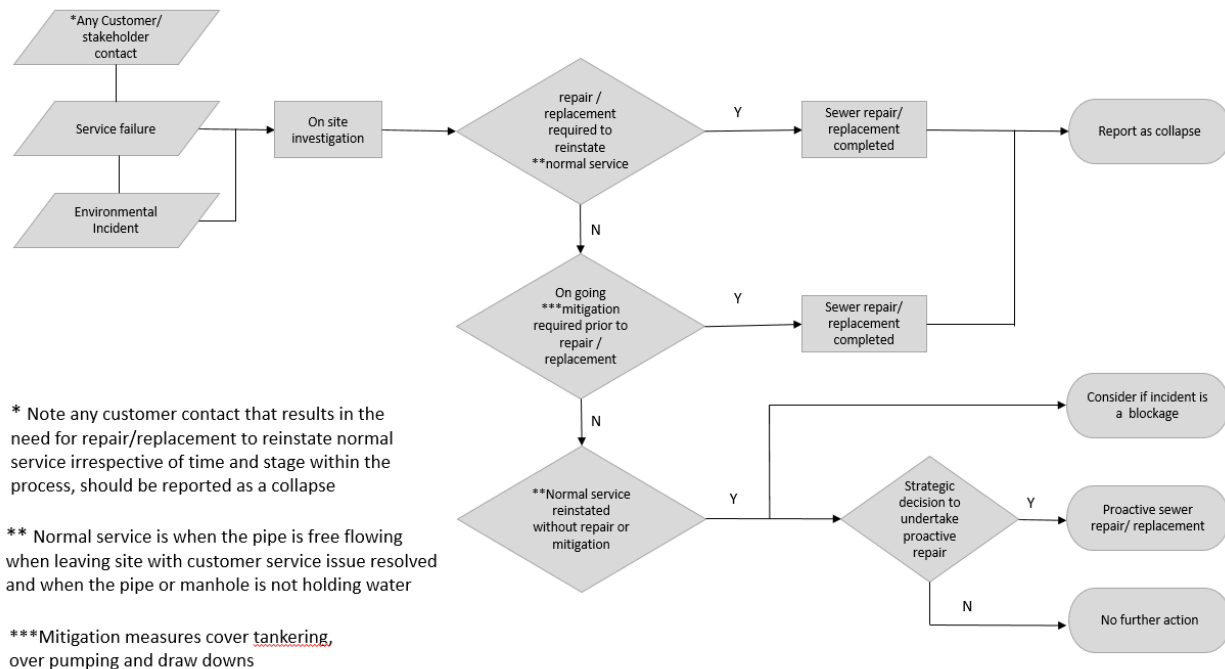 *Any Customer/
stakeholder
contact
Service failure
Environmental
Incident
On site
investigation
repair /
replacement
required to
reinstate
**normal service
Y
Sewer repair/
replacement
completed
Report as collapse
N
On going
***mitigation
required prior to
repair /
replacement
Y
Sewer repair/
replacement
completed
N
**Normal service
reinstated
without repair or
mitigation
Y
Consider if incident is
a blockage
Strategic
decision to
undertake
proactive
repair
Y
Proactive sewer
repair/ replacement
N
No further action
* Note any customer contact that results in the
need for repair/replacement to reinstate normal
service irrespective of time and stage within the
process, should be reported as a collapse
** Normal service is when the pipe is free flowing
when leaving site with customer service issue resolved
and when the pipe or manhole is not holding water
***Mitigation measures cover tankering,
over pumping and draw downs